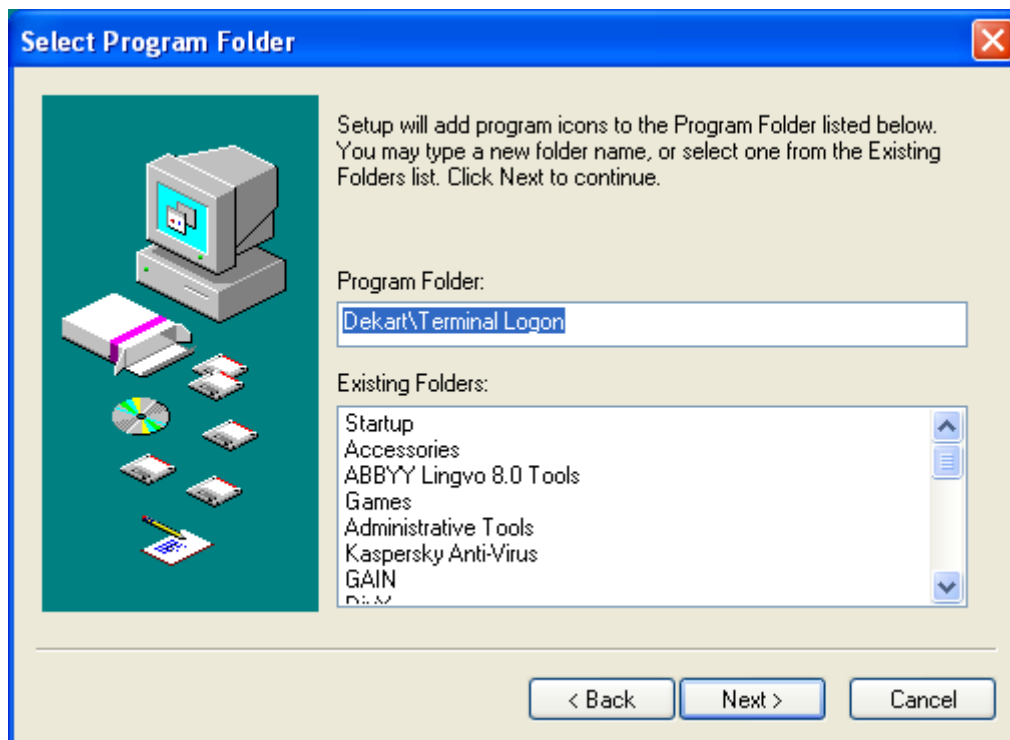 Select Program Folder
Setup will add program icons to the Program Folder listed below.
You may type a new folder name, or select one from the Existing
Folders list. Click Next to continue.
Program Folder:
Dekart\Terminal Logon
Existing Folders:
Startup
Accessories
ABBYY Lingvo 8.0 Tools
Games
Administrative Tools
Kaspersky Anti-Virus
GAIN
DivX
< Back
Next >
Cancel